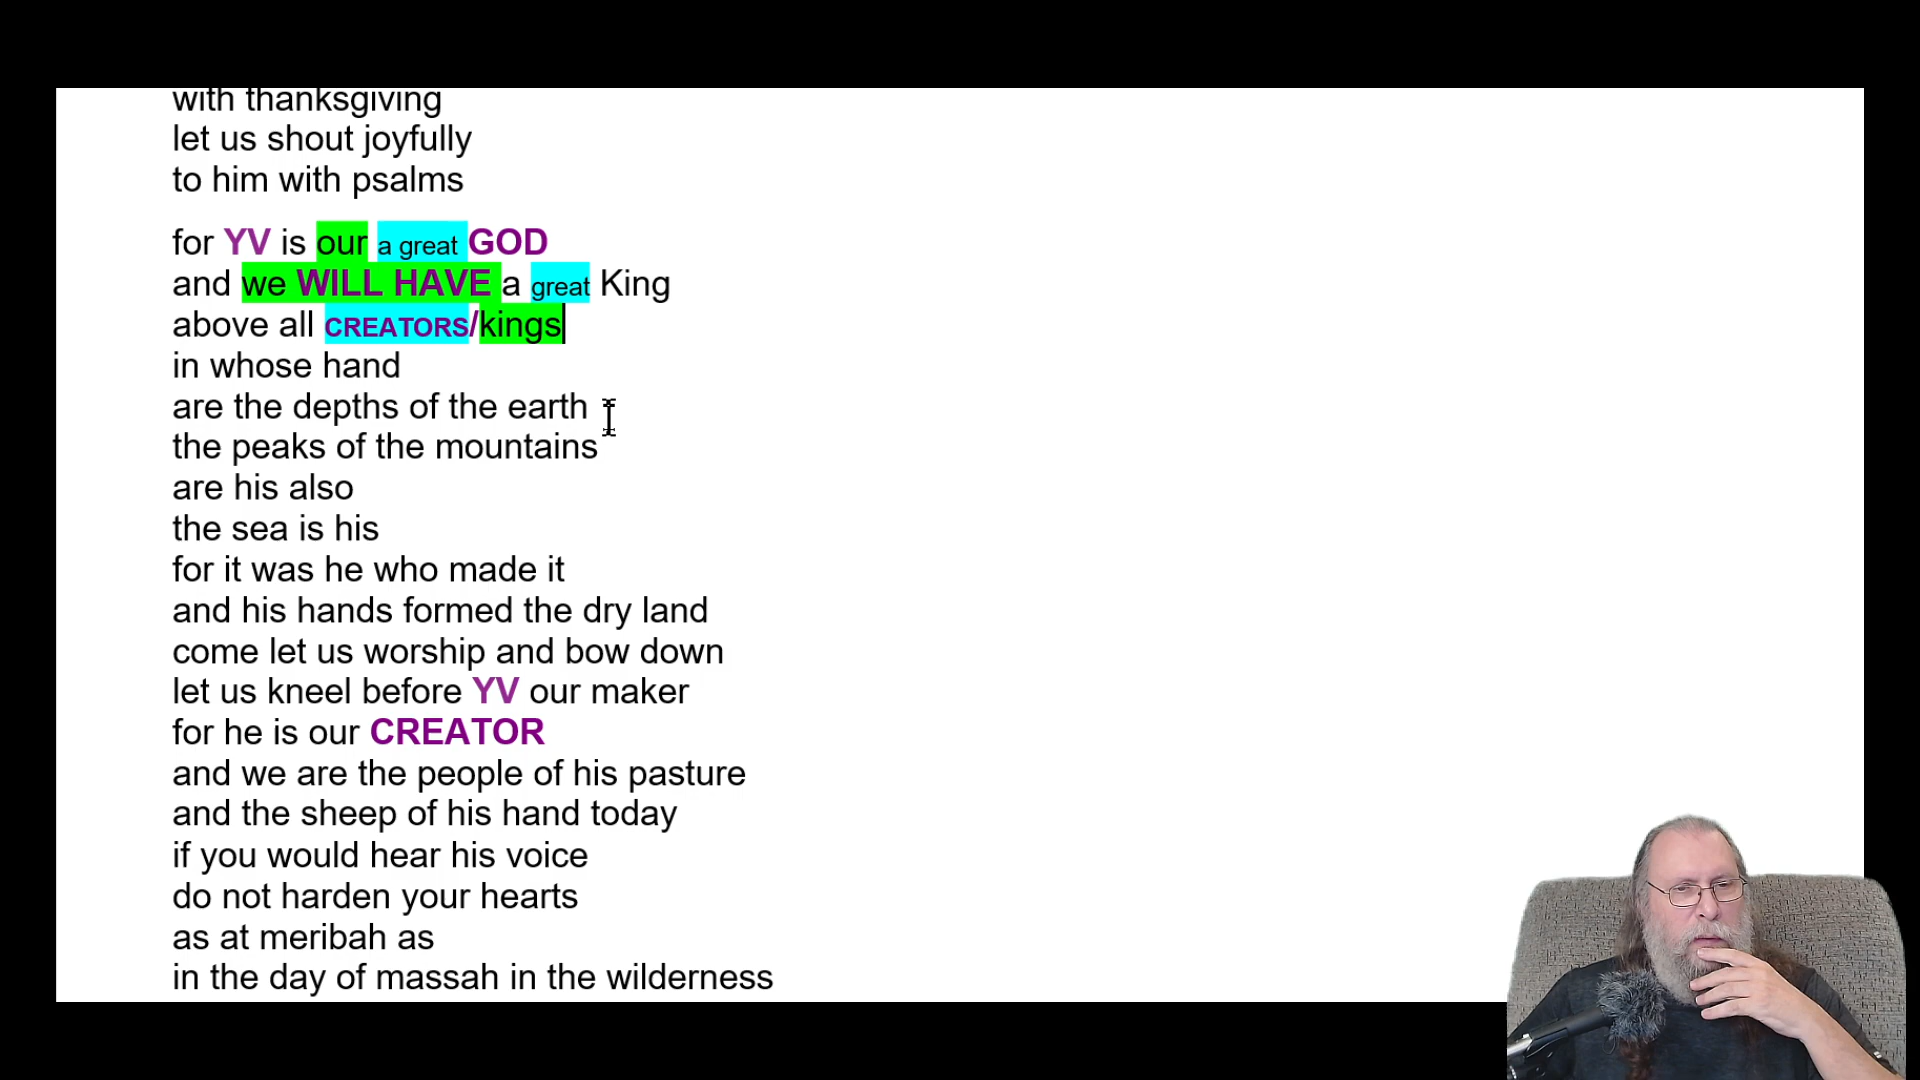 with thanksgiving
let us shout joyfully
to him with psalms
for YV is our a great GOD
and we WILL HAVE a great King
above all CREATORS/kings
in whose hand
are the depths of the earth
the peaks of the mountains
are his also
the sea is his
for it was he who made it
and his hands formed the dry land
come let us worship and bow down
let us kneel before YV our maker
for he is our CREATOR
and we are the people of his pasture
and the sheep of his hand today
if you would hear his voice
do not harden your hearts
as at meribah as
in the day of massah in the wilderness